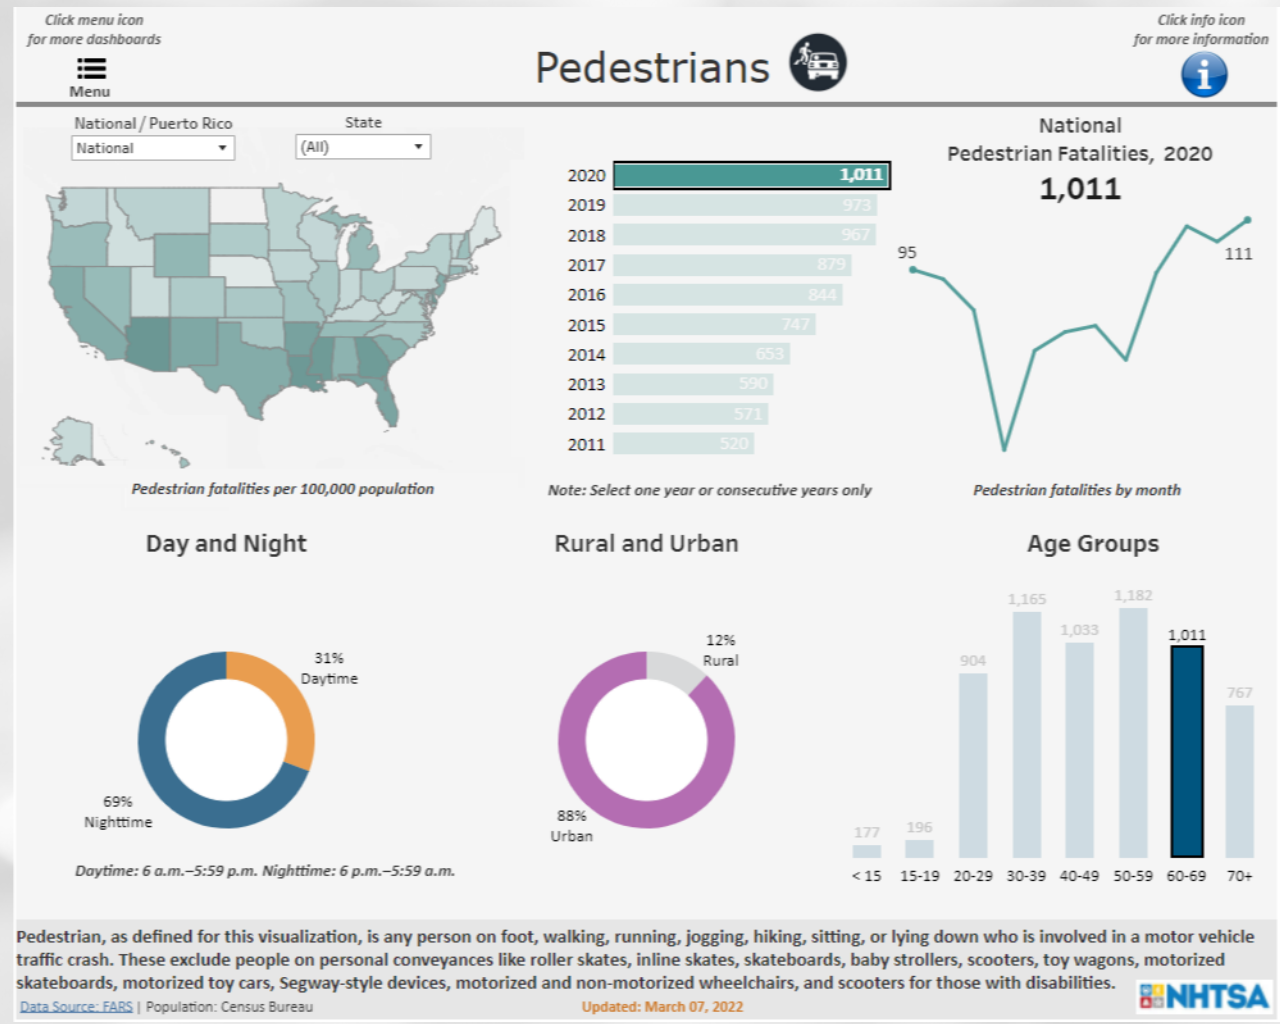 Click menu icon
for more dashboards
Menu
Pedestrians
Click info icon
for more information
i
National / Puerto Rico
National
State
(All)
Pedestrian fatalities per 100,000 population
2020 1,011
2019 973
2018 967
2017 879
2016 844
2015 747
2014 653
2013 590
2012 571
2011 520
Note: Select one year or consecutive years only
National
Pedestrian Fatalities, 2020
1,011
95
111
Pedestrian fatalities by month
Day and Night
31%
Daytime
69%
Nighttime
Daytime: 6 a.m.–5:59 p.m. Nighttime: 6 p.m.–5:59 a.m.
Rural and Urban
12%
Rural
88%
Urban
Age Groups
177 196 904 1,165 1,033 1,182 1,011 767
< 15 15-19 20-29 30-39 40-49 50-59 60-69 70+
Pedestrian, as defined for this visualization, is any person on foot, walking, running, jogging, hiking, sitting, or lying down who is involved in a motor vehicle
traffic crash. These exclude people on personal conveyances like roller skates, inline skates, skateboards, baby strollers, scooters, toy wagons, motorized
skateboards, motorized toy cars, Segway-style devices, motorized and non-motorized wheelchairs, and scooters for those with disabilities.
Data Source: FARS | Population: Census Bureau
Updated: March 07, 2022
NHTSA